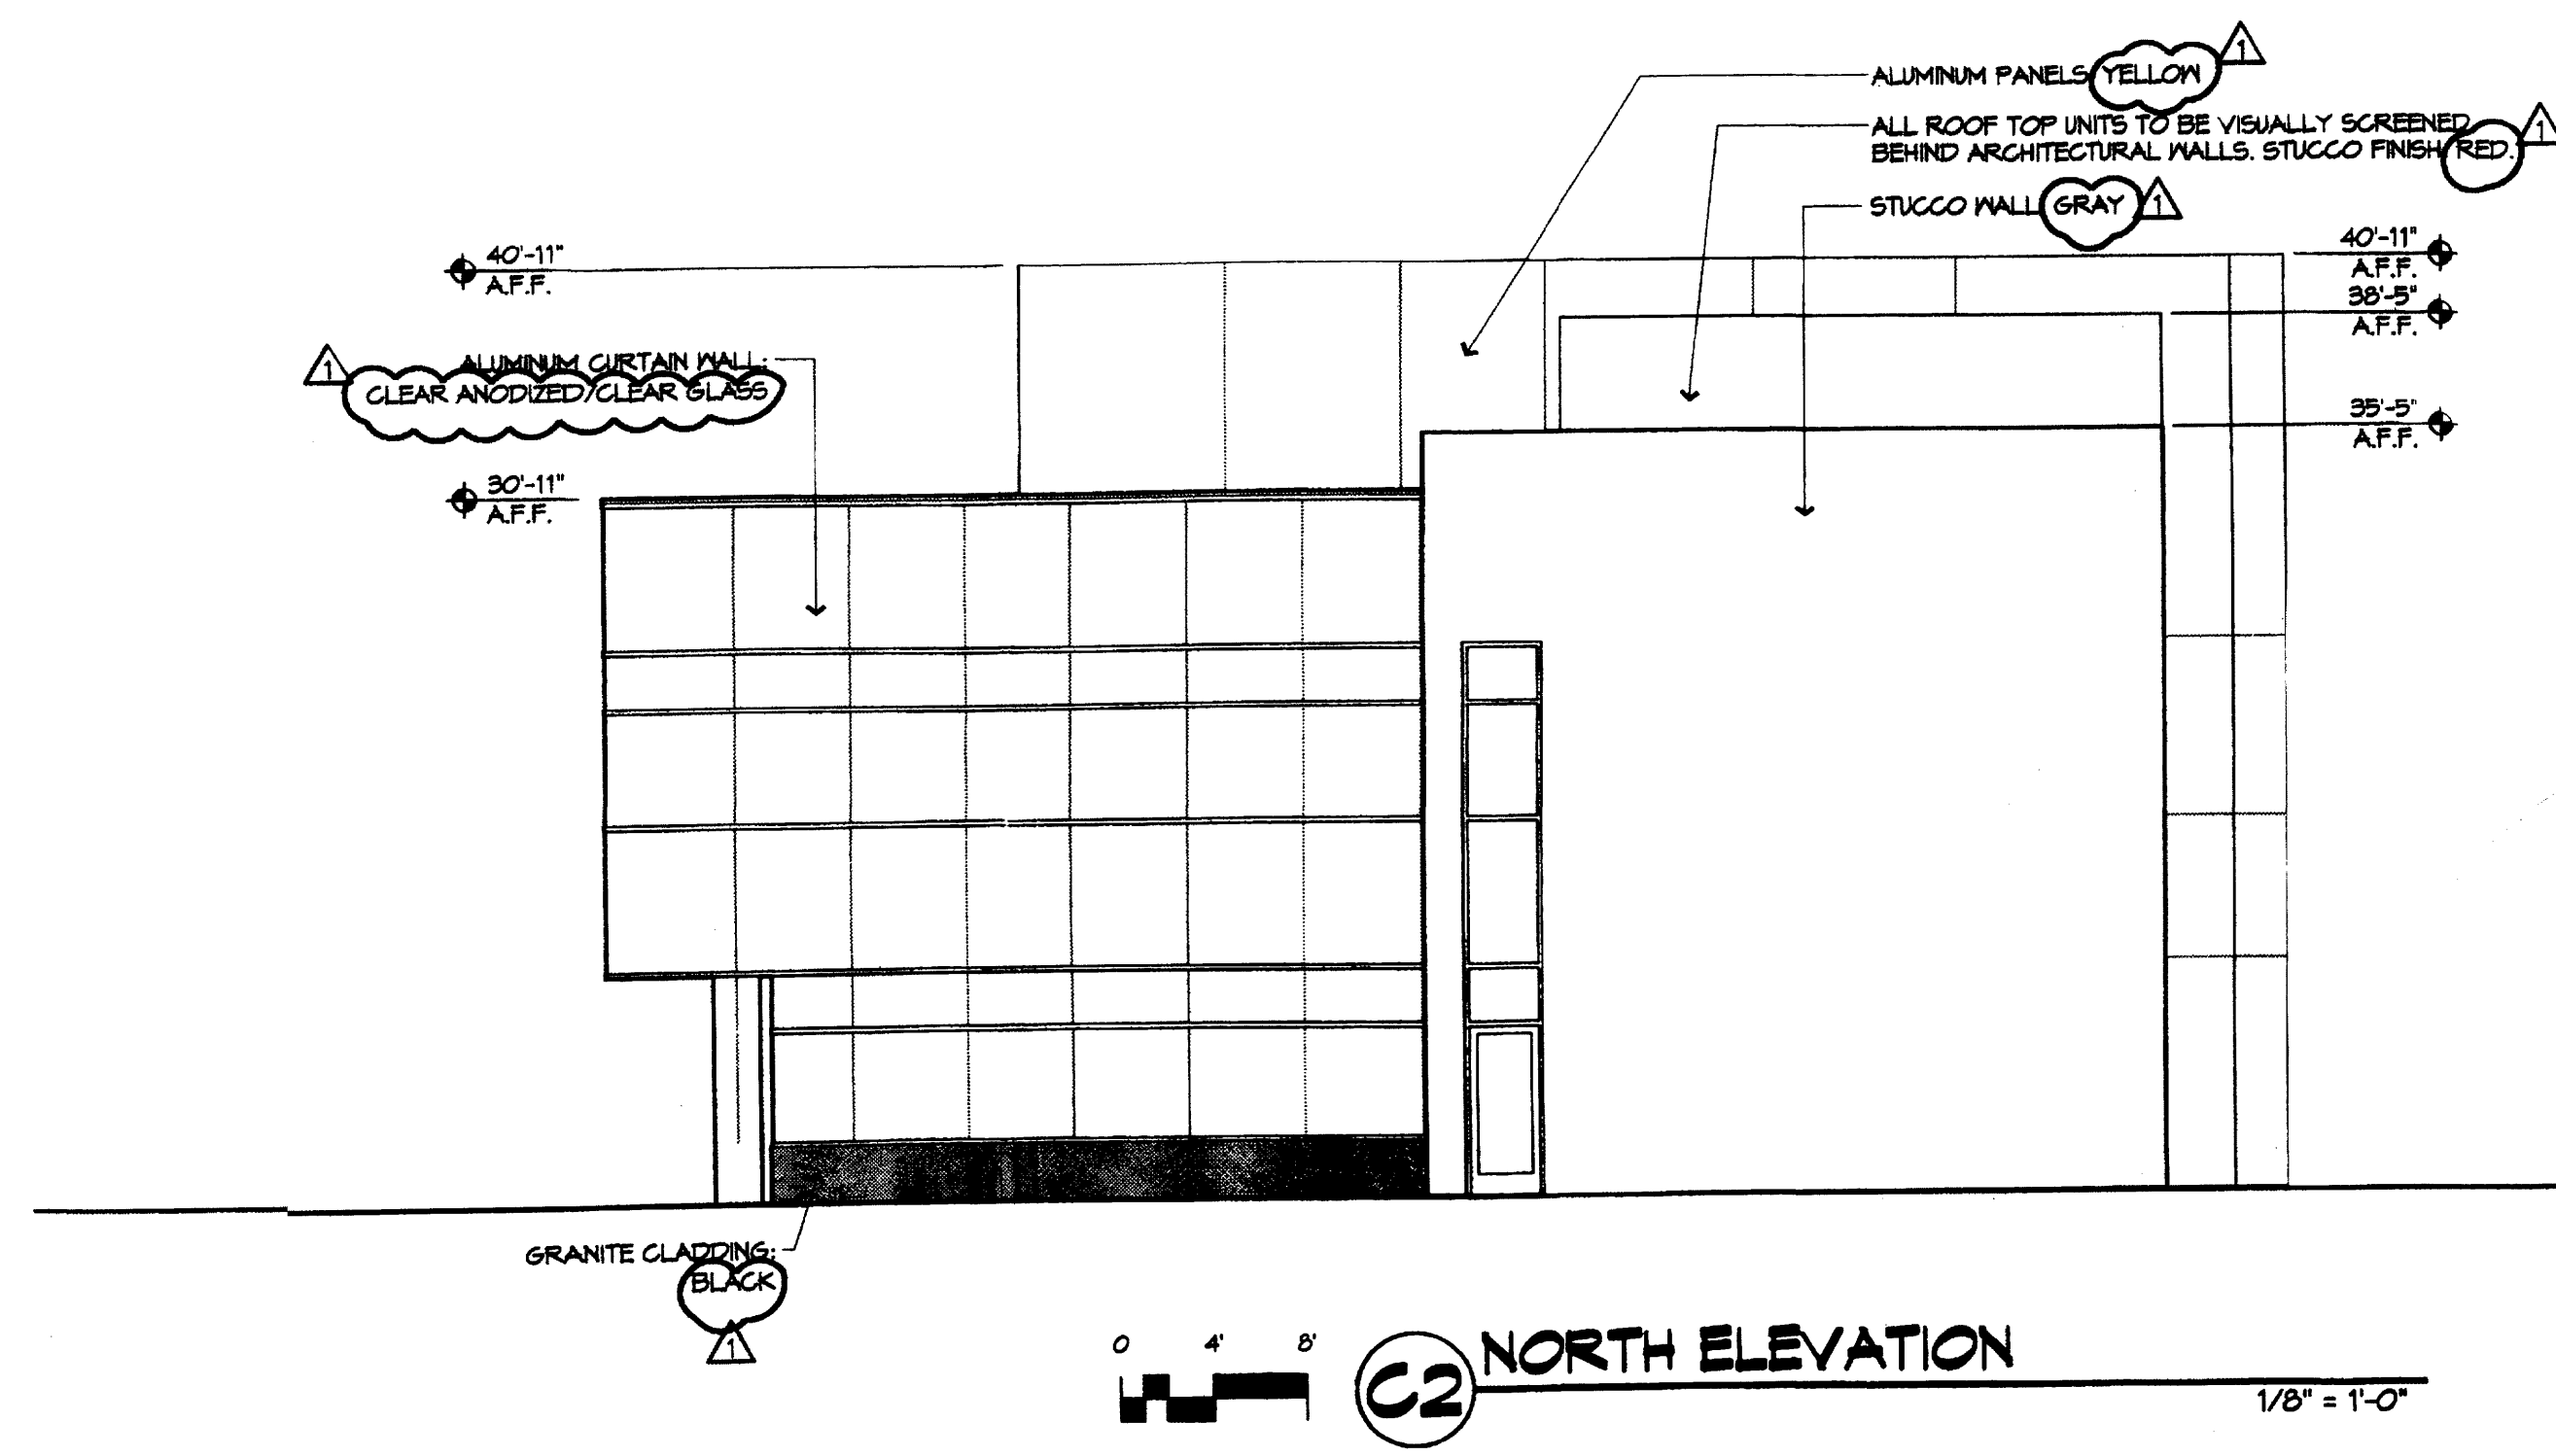 ALUMINUM PANELS YELLOW 1
ALL ROOF TOP UNITS TO BE VISUALLY SCREENED 1
BEHIND ARCHITECTURAL WALLS. STUCCO FINISH RED.
STUCCO WALL GRAY 1
40'-11"
A.F.F.
40'-11"
A.F.F.
38'-5"
A.F.F.
1 ALUMINUM CURTAIN WALL:
CLEAR ANODIZED/CLEAR GLASS
35'-5"
A.F.F.
30'-11"
A.F.F.
GRANITE CLADDING:
BLACK
1
0 4' 8'
C2 NORTH ELEVATION
1/8" = 1'-0"